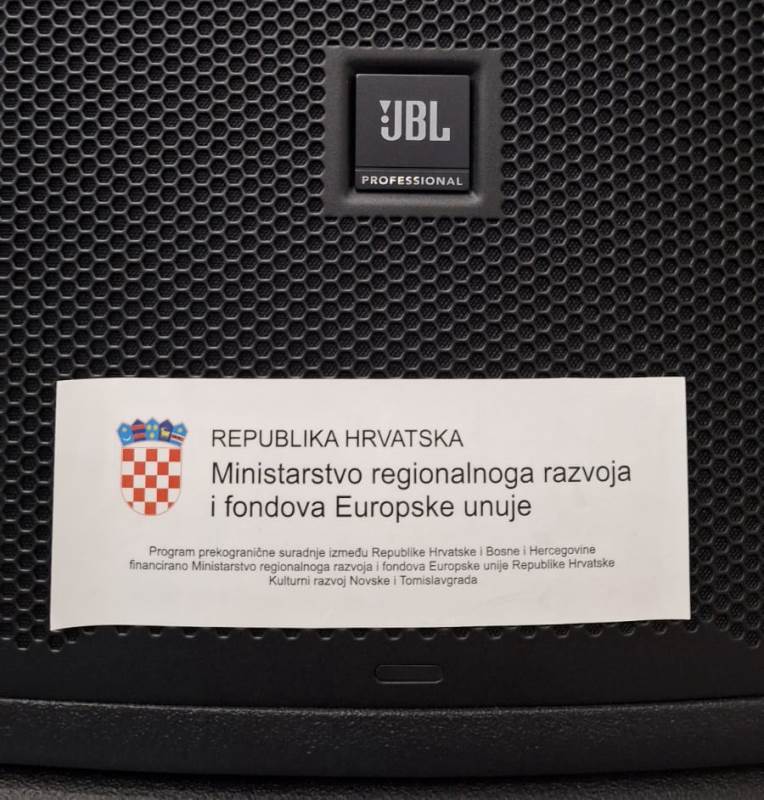 JBL
PROFESSIONAL
REPUBLIKA HRVATSKA
Ministarstvo regionalnoga razvoja
i fondova Europske unuje
Program prekogranične suradnje između Republike Hrvatske i Bosne i Hercegovine
financirano Ministarstvo regionalnoga razvoja i fondova Europske unije Republike Hrvatske
Kulturni razvoj Novske i Tomislavgrada